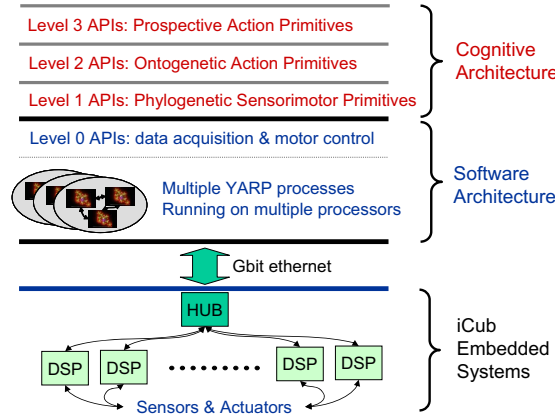 Level 3 APIs: Prospective Action Primitives
Level 2 APIs: Ontogenetic Action Primitives
Level 1 APIs: Phylogenetic Sensorimotor Primitives
Cognitive
Architecture
Level 0 APIs: data acquisition & motor control
Multiple YARP processes
Running on multiple processors
Software
Architecture
Gbit ethernet
HUB
DSP
DSP
DSP
DSP
Sensors & Actuators
iCub
Embedded
Systems